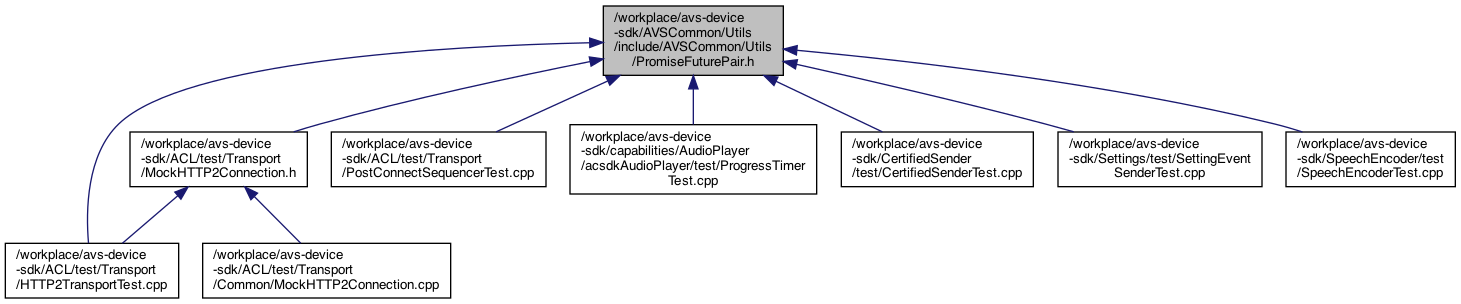 /workplace/avs-device
-sdk/AVSCommon/Utils
/include/AVSCommon/Utils
/PromiseFuturePair.h
/workplace/avs-device
-sdk/ACL/test/Transport
/MockHTTP2Connection.h
/workplace/avs-device
-sdk/ACL/test/Transport
/PostConnectSequencerTest.cpp
/workplace/avs-device
-sdk/capabilities/AudioPlayer
/acsdkAudioPlayer/test/ProgressTimer
Test.cpp
/workplace/avs-device
-sdk/CertifiedSender
/test/CertifiedSenderTest.cpp
/workplace/avs-device
-sdk/Settings/test/SettingEvent
SenderTest.cpp
/workplace/avs-device
-sdk/SpeechEncoder/test
/SpeechEncoderTest.cpp
/workplace/avs-device
-sdk/ACL/test/Transport
/HTTP2TransportTest.cpp
/workplace/avs-device
-sdk/ACL/test/Transport
/Common/MockHTTP2Connection.cpp